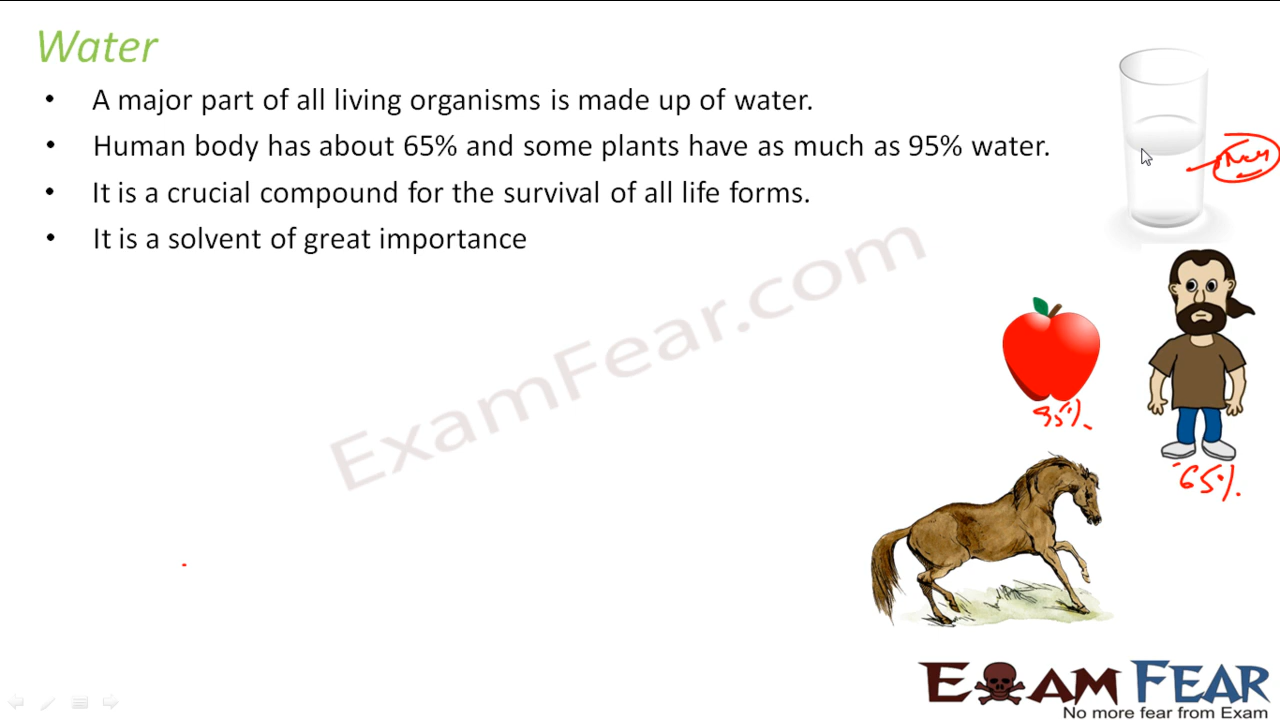 Water
• A major part of all living organisms is made up of water.
• Human body has about 65% and some plants have as much as 95% water.
• It is a crucial compound for the survival of all life forms.
• It is a solvent of great importance
ExamFear.com
95%
65%
EXAM FEAR
No more fear from Exam